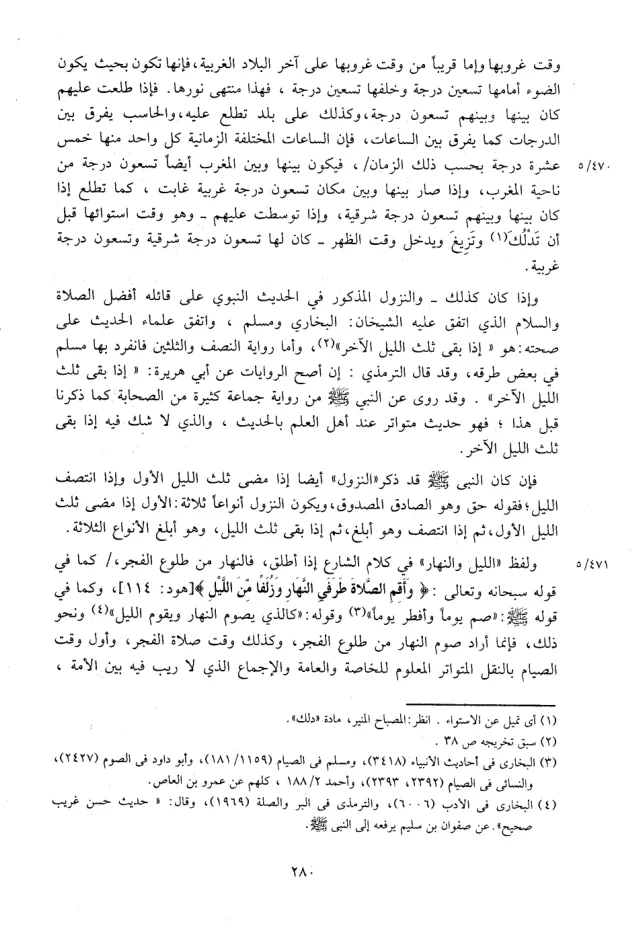 وقت غروبها وإما قريباً من وقت غروبها على آخر البلاد الغربية، فإنها تكون بحيث يكون
الضوء أمامها تسعين درجة وخلفها تسعين درجة ، فهذا منتهى نورها. فإذا طلعت عليهم
كان بينها وبينهم تسعون درجة، وكذلك على بلد تطلع عليه، والحاسب يفرق بين
الدرجات كما يفرق بين الساعات، فإن الساعات المختلفة الزمانية كل واحد منها خمس
٥/٤٧٠ عشرة درجة بحسب ذلك الزمان/، فيكون بينها وبين المغرب أيضاً تسعون درجة من
ناحية المغرب، وإذا صار بينها وبين مكان تسعون درجة غربية غابت ، كما تطلع إذا
كان بينها وبينهم تسعون درجة شرقية، وإذا توسطت عليهم ـ وهو وقت استوائها قبل
أن تَدْلُكَ(١) وتَزِيغَ ويدخل وقت الظهر ـ كان لها تسعون درجة شرقية وتسعون درجة
غربية.
وإذا كان كذلك ـ والنزول المذكور في الحديث النبوي على قائله أفضل الصلاة
والسلام الذي اتفق عليه الشيخان: البخاري ومسلم ، واتفق علماء الحديث على
صحته: هو « إذا بقى ثلث الليل الآخر»(٢)، وأما رواية النصف والثلثين فانفرد بها مسلم
في بعض طرقه، وقد قال الترمذي : إن أصح الروايات عن أبي هريرة: « إذا بقى ثلث
الليل الآخر» . وقد روى عن النبي ﷺ من رواية جماعة كثيرة من الصحابة كما ذكرنا
قبل هذا ؛ فهو حديث متواتر عند أهل العلم بالحديث ، والذي لا شك فيه إذا بقى
ثلث الليل الآخر.
فإن كان النبي ﷺ قد ذكر «النزول» أيضا إذا مضى ثلث الليل الأول وإذا انتصف
الليل؛ فقوله حق وهو الصادق المصدوق، ويكون النزول أنواعاً ثلاثة: الأول إذا مضى ثلث
الليل الأول، ثم إذا انتصف وهو أبلغ، ثم إذا بقى ثلث الليل، وهو أبلغ الأنواع الثلاثة.
٥/٤٧١ ولفظ «الليل والنهار» في كلام الشارع إذا أطلق، فالنهار من طلوع الفجر،/ كما في
قوله سبحانه وتعالى : ﴿ وَأَقِمِ الصَّلاةَ طَرَفَيِ النَّهَارِ وَزُلَفًا مِّنَ اللَّيْلِ ﴾ [هود: ١١٤]، وكما في
قوله ﷺ: «صم يوماً وأفطر يوماً»(٣) وقوله: «كالذي يصوم النهار ويقوم الليل»(٤) ونحو
ذلك، فإنما أراد صوم النهار من طلوع الفجر، وكذلك وقت صلاة الفجر، وأول وقت
الصيام بالنقل المتواتر المعلوم للخاصة والعامة والإجماع الذي لا ريب فيه بين الأمة ،
(١) أى تميل عن الاستواء . انظر: المصباح المنير، مادة «دلك».
(٢) سبق تخريجه ص ٣٨ .
(٣) البخارى فى أحاديث الأنبياء (٣٤١٨)، ومسلم فى الصيام (١٨١/١١٥٩)، وأبو داود فى الصوم (٢٤٢٧)،
والنسائى فى الصيام (٢٣٩٢، ٢٣٩٣)، وأحمد ١٨٨/٢ ، كلهم عن عمرو بن العاص.
(٤) البخارى فى الأدب (٦٠٠٦)، والترمذى فى البر والصلة (١٩٦٩)، وقال: « حديث حسن غريب
صحيح». عن صفوان بن سليم يرفعه إلى النبي ﷺ.
٢٨٠